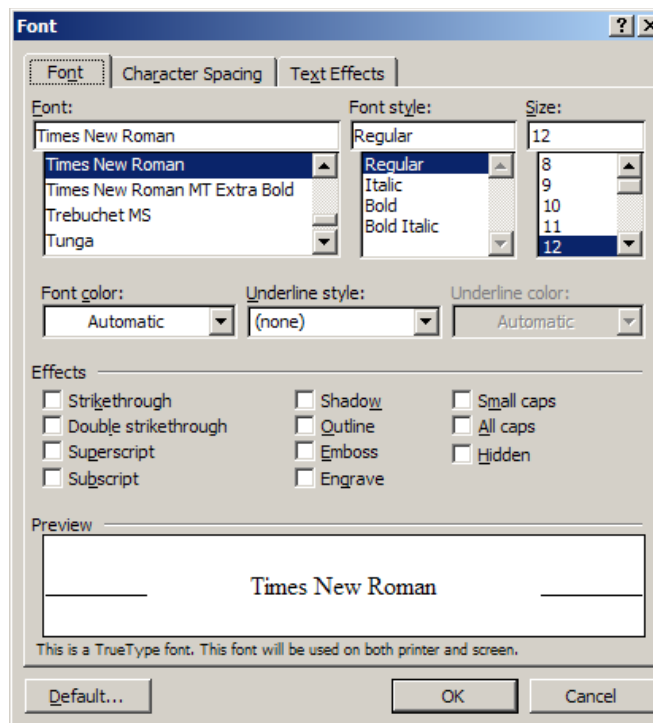 Font
Font Character Spacing Text Effects
Font: Font style: Size:
Times New Roman Regular 12
Times New Roman Regular 8
Times New Roman MT Extra Bold Italic 9
Trebuchet MS Bold 10
Tunga Bold Italic 11
12
Font color: Underline style: Underline color:
Automatic (none) Automatic
Effects
Strikethrough Shadow Small caps
Double strikethrough Outline All caps
Superscript Emboss Hidden
Subscript Engrave
Preview
Times New Roman
This is a TrueType font. This font will be used on both printer and screen.
Default... OK Cancel